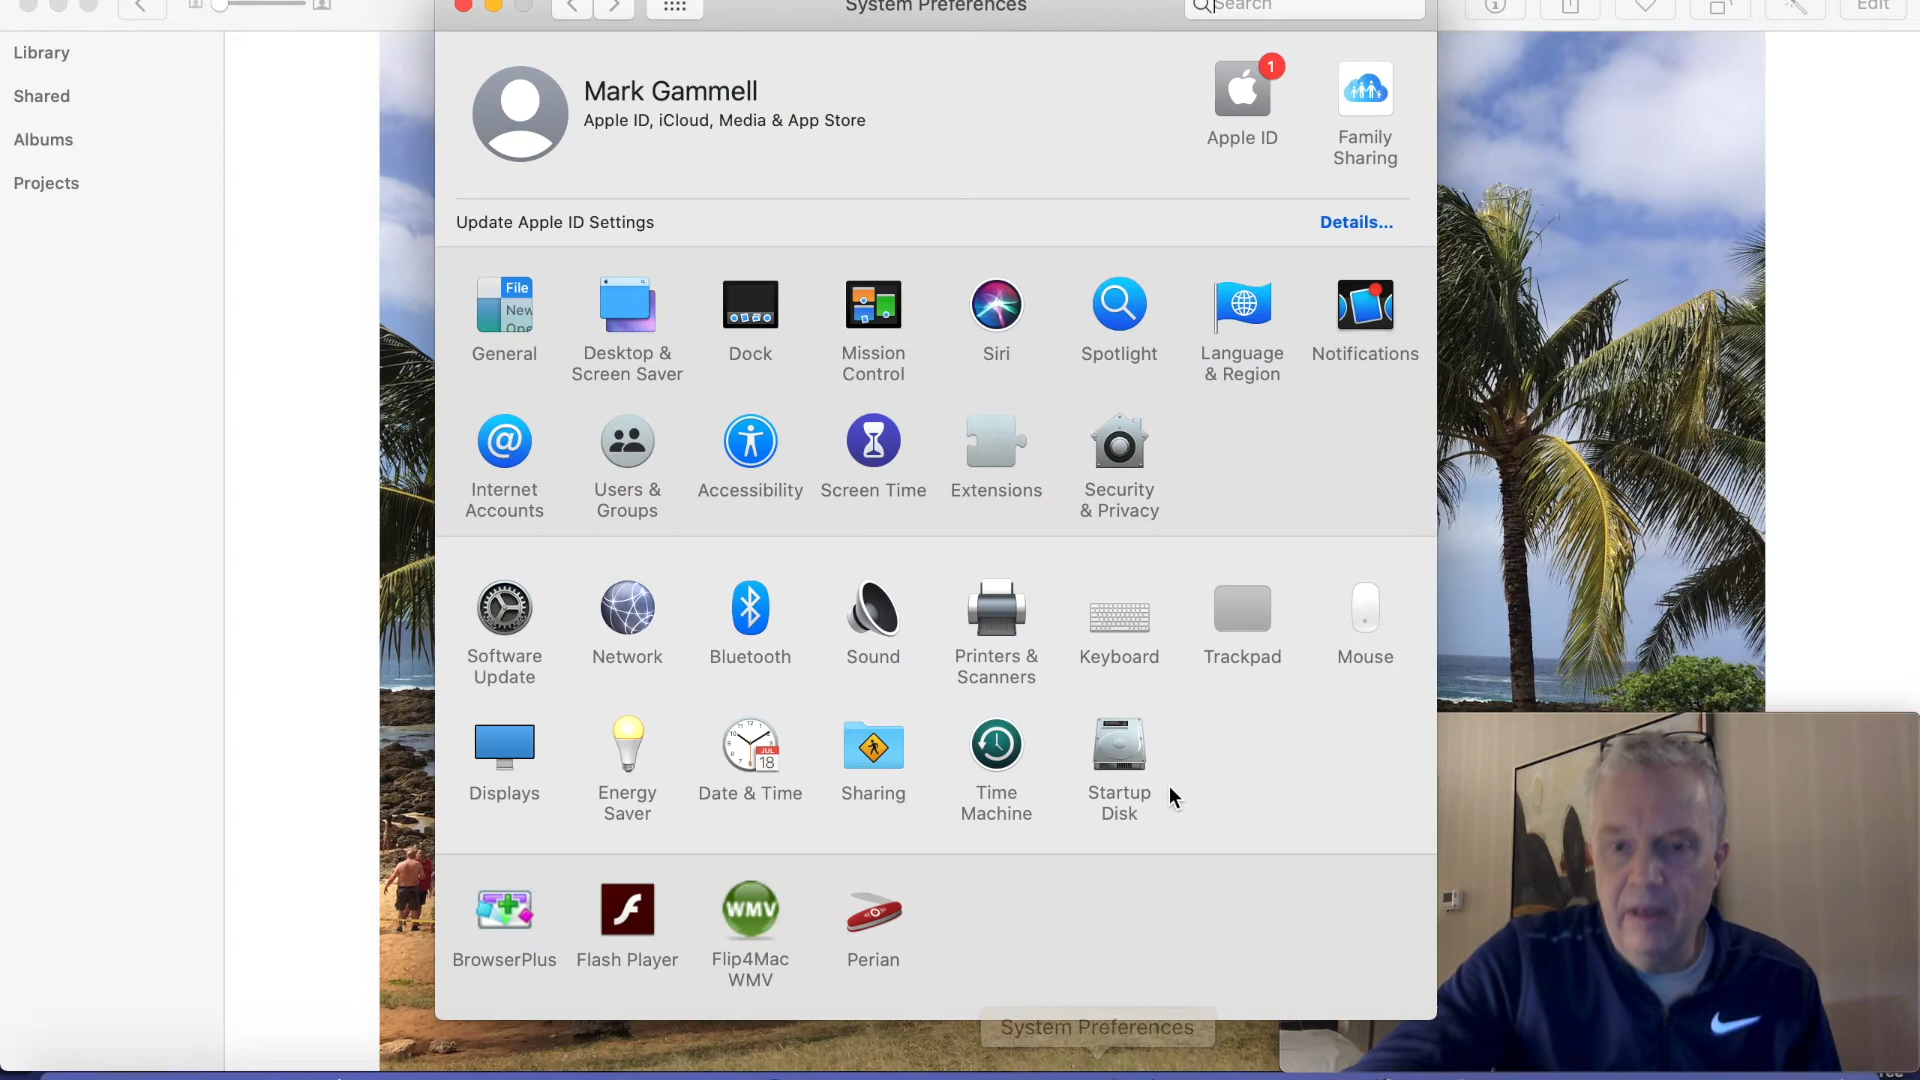 System Preferences
Search
Edit
Library
Shared
Albums
Projects
Mark Gammell
Apple ID, iCloud, Media & App Store
1
Apple ID
Family
Sharing
Update Apple ID Settings
Details...
File
New
Ope
General
Desktop &
Screen Saver
Dock
Mission
Control
Siri
Spotlight
Language
& Region
Notifications
@
Internet
Accounts
Users &
Groups
Accessibility
Screen Time
Extensions
Security
& Privacy
Software
Update
Network
Bluetooth
Sound
Printers &
Scanners
Keyboard
Trackpad
Mouse
JUL
18
Displays
Energy
Saver
Date & Time
Sharing
Time
Machine
Startup
Disk
WMV
BrowserPlus
Flash Player
Flip4Mac
WMV
Perian
System Preferences